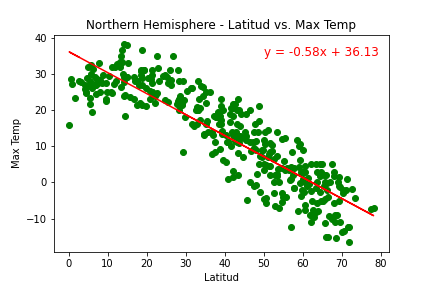 Northern Hemisphere - Latitud vs. Max Temp
y = -0.58x + 36.13
40
30
20
10
0
−10
Max Temp
0 10 20 30 40 50 60 70 80
Latitud